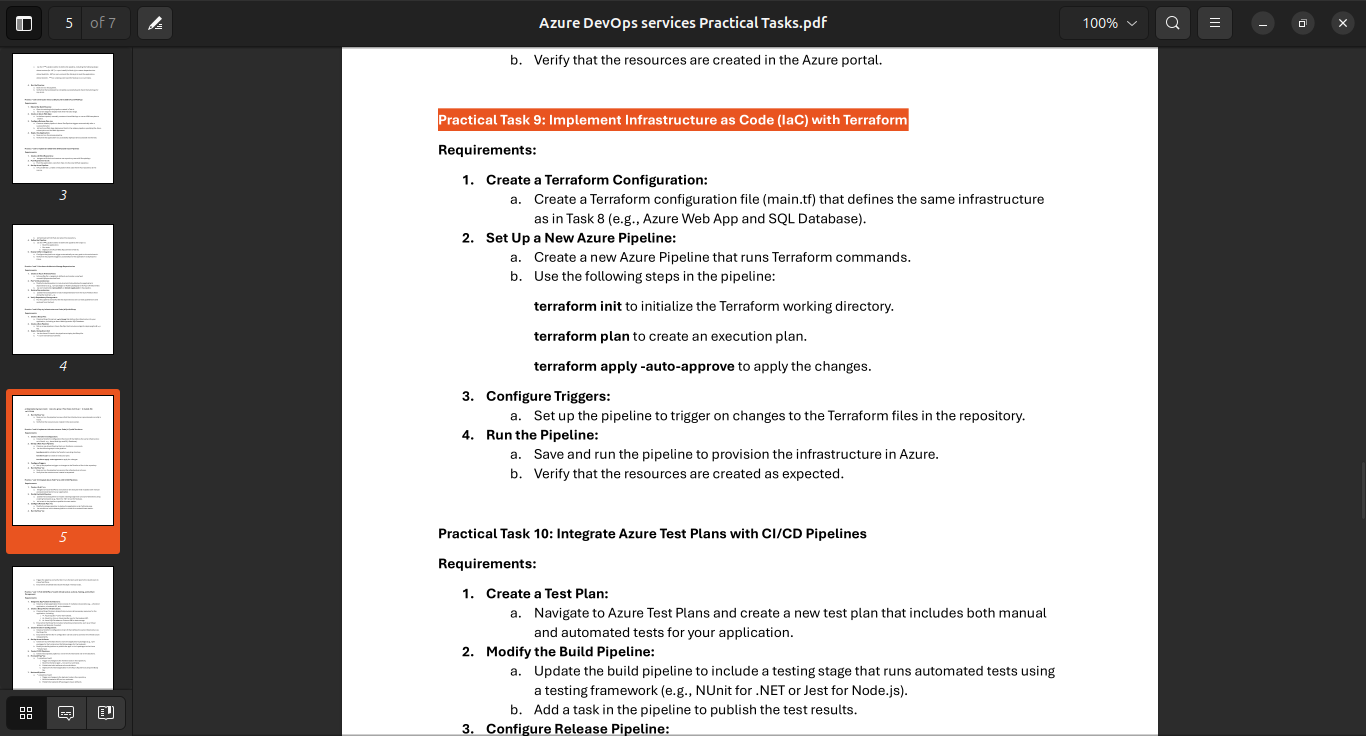 5 of 7
Azure DevOps services Practical Tasks.pdf
100%
3
4
5
b. Verify that the resources are created in the Azure portal.
Practical Task 9: Implement Infrastructure as Code (IaC) with Terraform
Requirements:
1. Create a Terraform Configuration:
a. Create a Terraform configuration file (main.tf) that defines the same infrastructure
as in Task 8 (e.g., Azure Web App and SQL Database).
2. Set Up a New Azure Pipeline:
a. Create a new Azure Pipeline that runs Terraform commands.
b. Use the following steps in the pipeline:
terraform init to initialize the Terraform working directory.
terraform plan to create an execution plan.
terraform apply -auto-approve to apply the changes.
3. Configure Triggers:
a. Set up the pipeline to trigger on changes to the Terraform files in the repository.
4. Run the Pipeline:
a. Save and run the pipeline to provision the infrastructure in Azure.
b. Verify that the resources are created as expected.
Practical Task 10: Integrate Azure Test Plans with CI/CD Pipelines
Requirements:
1. Create a Test Plan:
a. Navigate to Azure Test Plans and create a new test plan that includes both manual
and automated tests for your application.
2. Modify the Build Pipeline:
a. Update the build pipeline to include a testing stage that runs automated tests using
a testing framework (e.g., NUnit for .NET or Jest for Node.js).
b. Add a task in the pipeline to publish the test results.
3. Configure Release Pipeline: